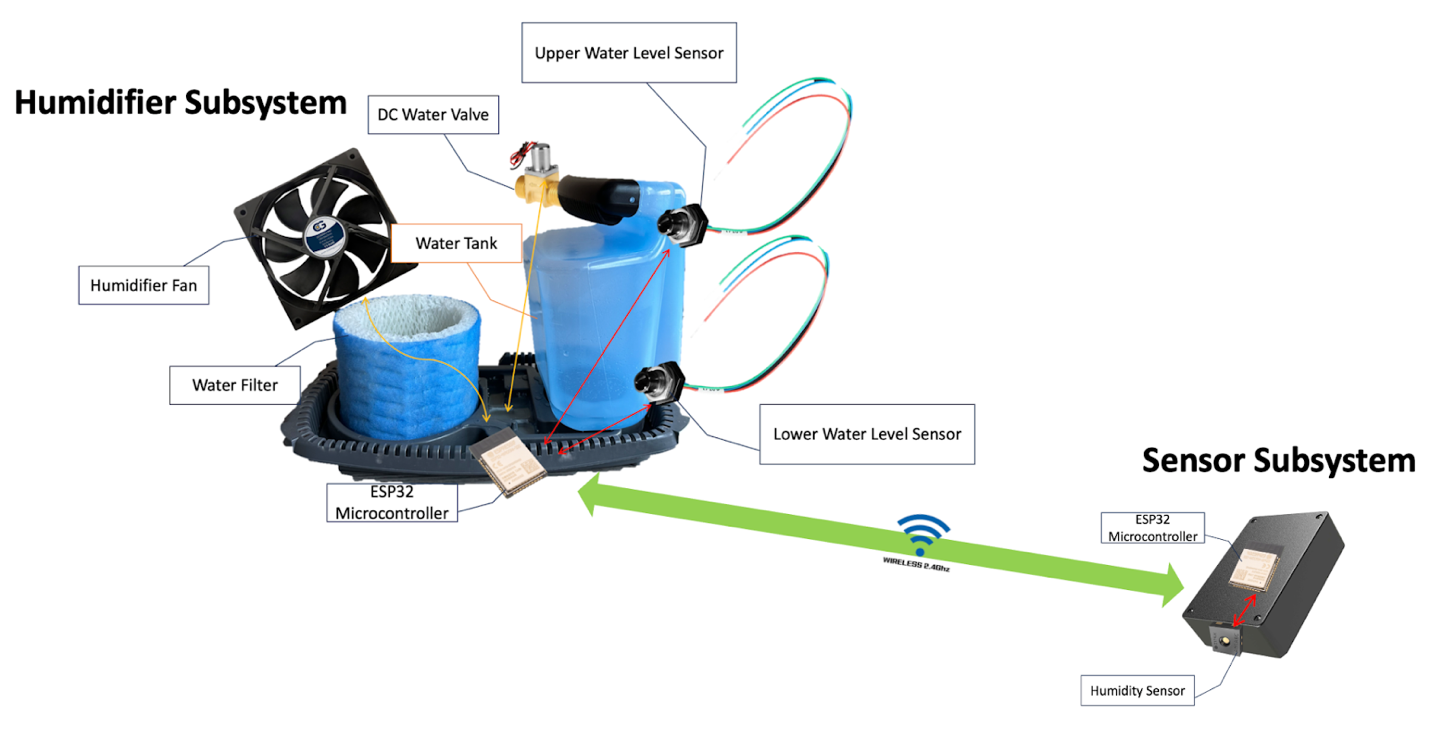 Upper Water Level Sensor
Humidifier Subsystem
DC Water Valve
Water Tank
Humidifier Fan
Water Filter
Lower Water Level Sensor
Sensor Subsystem
ESP32
Microcontroller
ESP32
Microcontroller
WIRELESS 2.4Ghz
Humidity Sensor